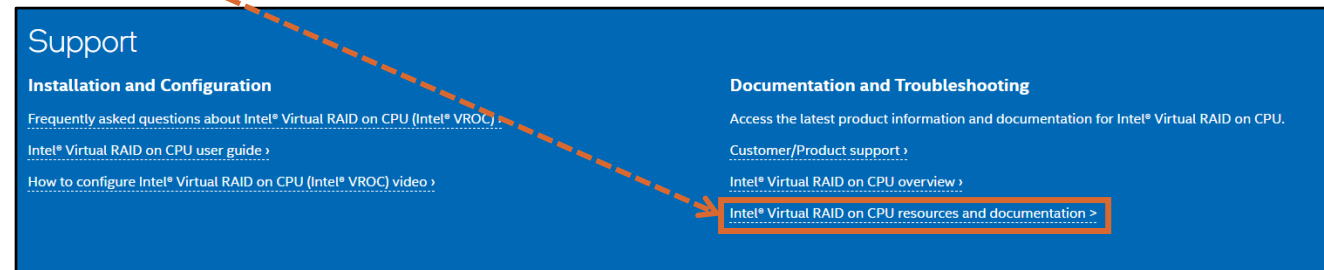 Support
Installation and Configuration
Frequently asked questions about Intel® Virtual RAID on CPU (Intel® VROC) ›
Intel® Virtual RAID on CPU user guide ›
How to configure Intel® Virtual RAID on CPU (Intel® VROC) video ›
Documentation and Troubleshooting
Access the latest product information and documentation for Intel® Virtual RAID on CPU.
Customer/Product support ›
Intel® Virtual RAID on CPU overview ›
Intel® Virtual RAID on CPU resources and documentation >